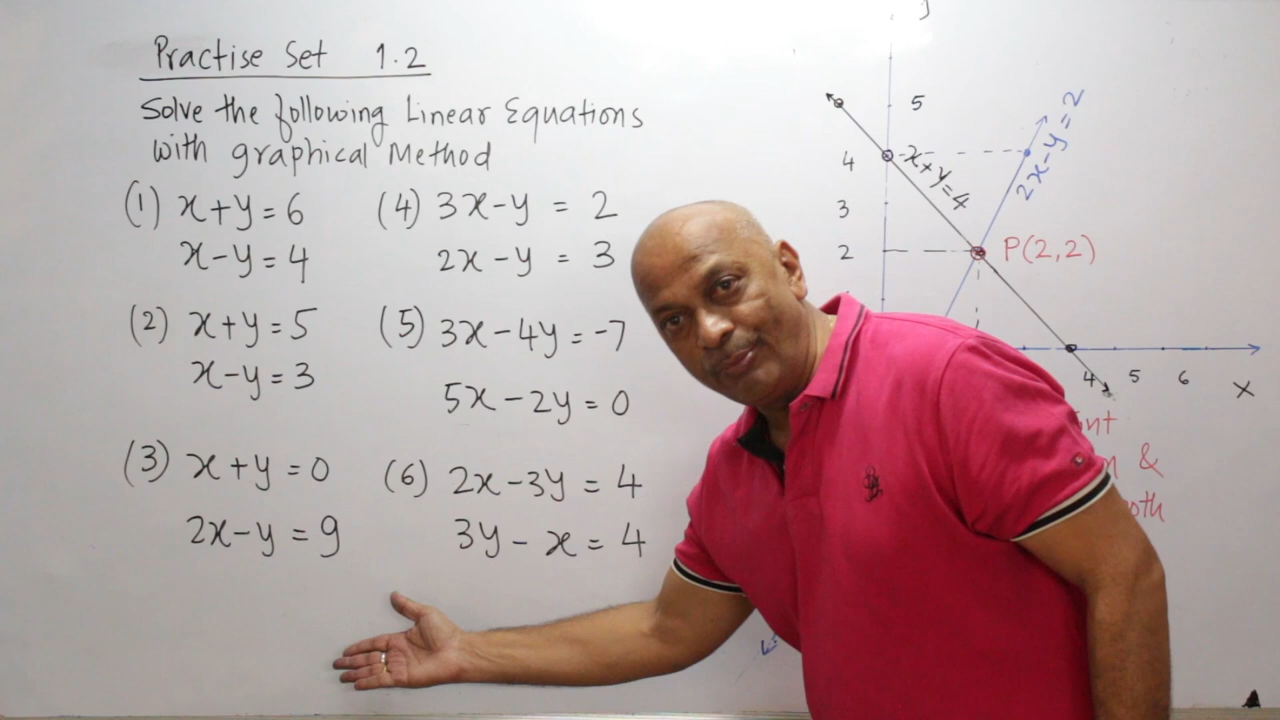 Practise Set 1.2
Solve the following Linear Equations
with graphical Method
(1) x+y=6
x-y=4
(2) x+y=5
x-y=3
(3) x+y=0
2x-y=9
(4) 3x-y = 2
2x-y = 3
(5) 3x-4y=-7
5x-2y=0
(6) 2x-3y=4
3y-x=4
5
4
3
2
x+y=4
2x-y=2
P(2,2)
4 5 6
X
&